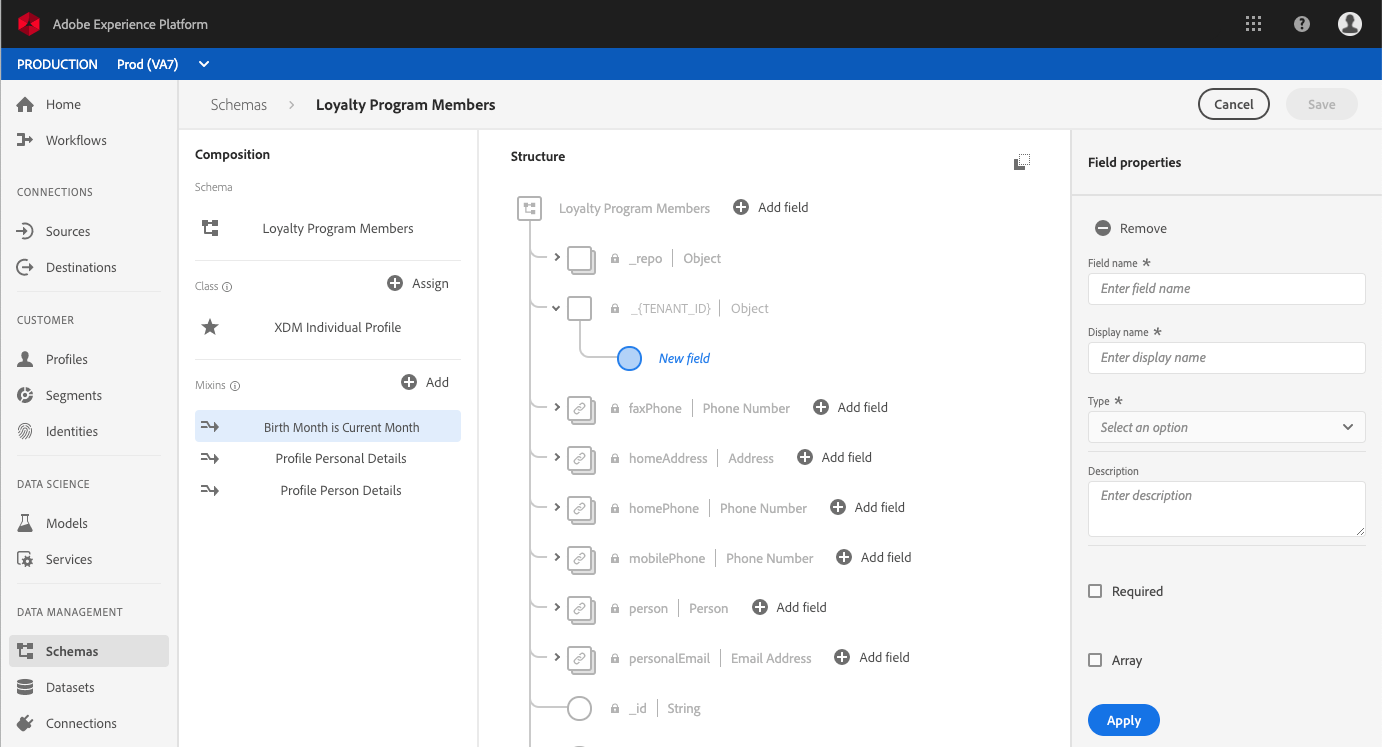 Adobe Experience Platform
?
PRODUCTION Prod (VA7)
Home
Workflows
CONNECTIONS
Sources
Destinations
CUSTOMER
Profiles
Segments
Identities
DATA SCIENCE
Models
Services
DATA MANAGEMENT
Schemas
Datasets
Connections
Schemas > Loyalty Program Members
Cancel
Save
Composition
Schema
Loyalty Program Members
Class
Assign
XDM Individual Profile
Mixins
Add
Birth Month is Current Month
Profile Personal Details
Profile Person Details
Structure
Loyalty Program Members Add field
_repo | Object
_{TENANT_ID} | Object
New field
faxPhone | Phone Number Add field
homeAddress | Address Add field
homePhone | Phone Number Add field
mobilePhone | Phone Number Add field
person | Person Add field
personalEmail | Email Address Add field
_id | String
Field properties
Remove
Field name *
Enter field name
Display name *
Enter display name
Type *
Select an option
Description
Enter description
Required
Array
Apply